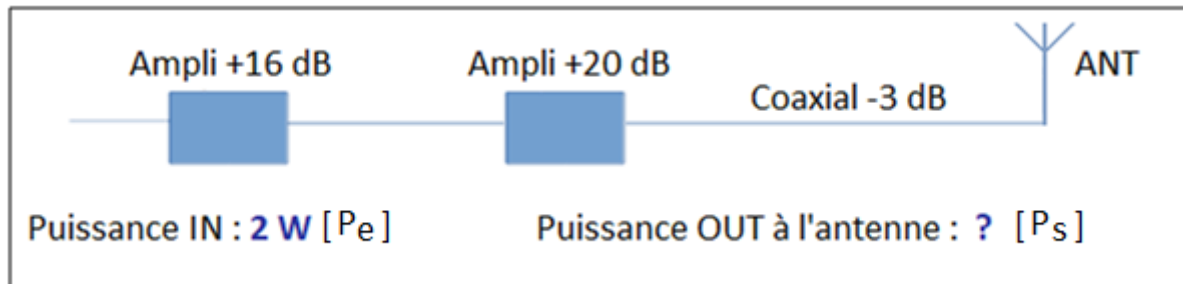 Ampli +16 dB Ampli +20 dB ANT
Coaxial -3 dB
Puissance IN : 2 W [Pe] Puissance OUT à l'antenne : ? [Ps]